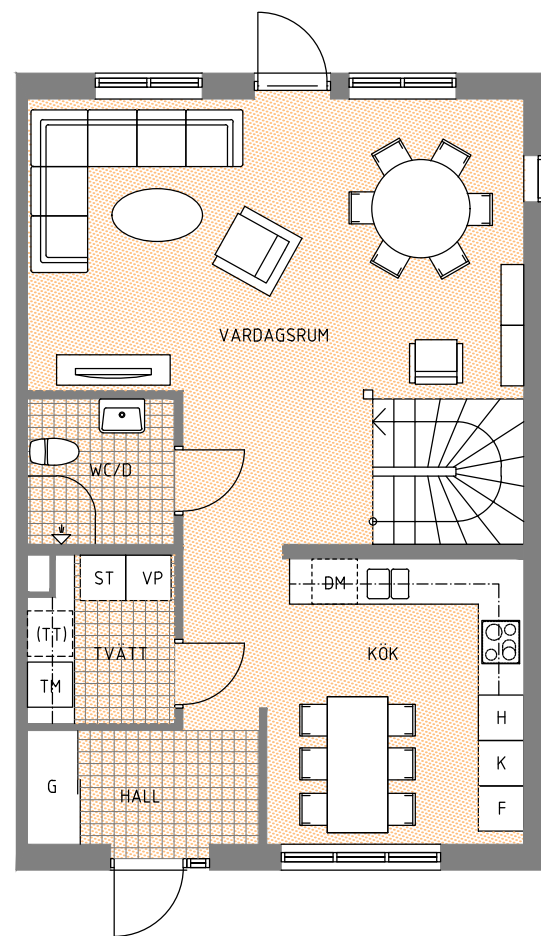 VARDAGSRUM
WC/D
ST VP
DM
(TT)
TVÄTT
KÖK
TM
H
K
G
HALL
F